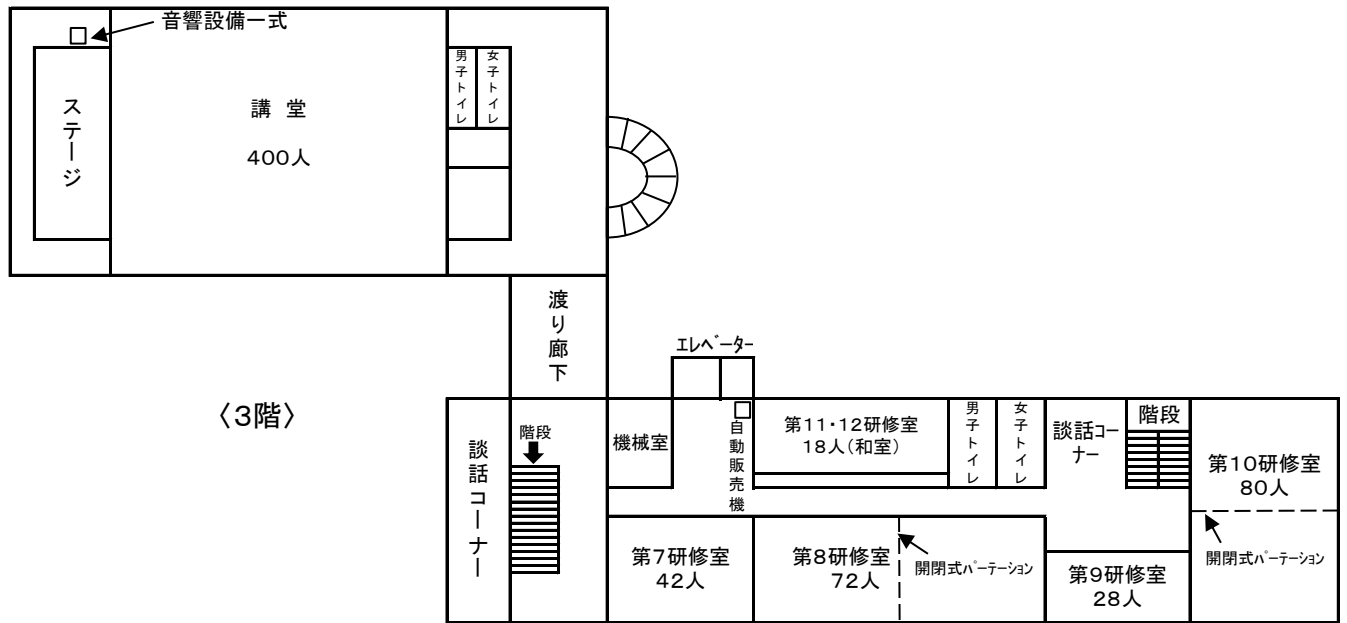 音響設備一式
ステージ
講 堂
400人
男子トイレ
女子トイレ
渡り廊下
〈3階〉
エレベーター
談話コーナー
階段
機械室
自動販売機
第11・12研修室
18人(和室)
男子トイレ
女子トイレ
談話コー
ナー
階段
第10研修室
80人
開閉式パーテーション
第7研修室
42人
第8研修室
72人
開閉式パーテーション
第9研修室
28人